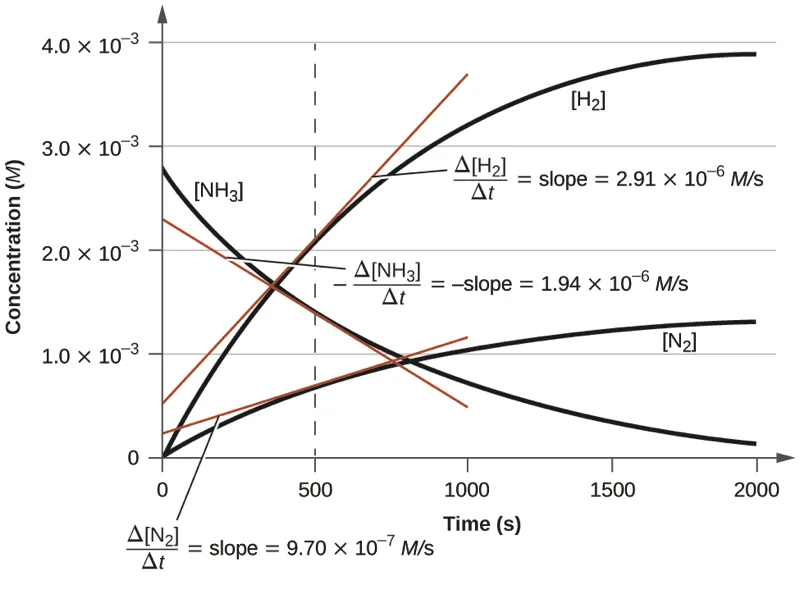 4.0 × 10⁻³
3.0 × 10⁻³
2.0 × 10⁻³
1.0 × 10⁻³
0
Concentration (M)
[H₂]
[NH₃]
Δ[H₂]/Δt = slope = 2.91 × 10⁻⁶ M/s
− Δ[NH₃]/Δt = –slope = 1.94 × 10⁻⁶ M/s
[N₂]
0 500 1000 1500 2000
Time (s)
Δ[N₂]/Δt = slope = 9.70 × 10⁻⁷ M/s